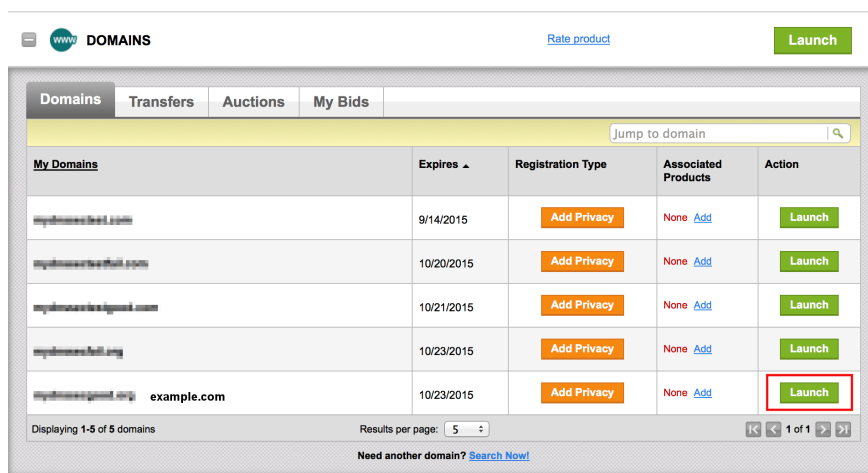 www DOMAINS Rate product Launch
Domains Transfers Auctions My Bids
Jump to domain
My Domains Expires Registration Type Associated Products Action
9/14/2015 Add Privacy None Add Launch
10/20/2015 Add Privacy None Add Launch
10/21/2015 Add Privacy None Add Launch
10/23/2015 Add Privacy None Add Launch
example.com 10/23/2015 Add Privacy None Add Launch
Displaying 1-5 of 5 domains Results per page: 5 1 of 1
Need another domain? Search Now!